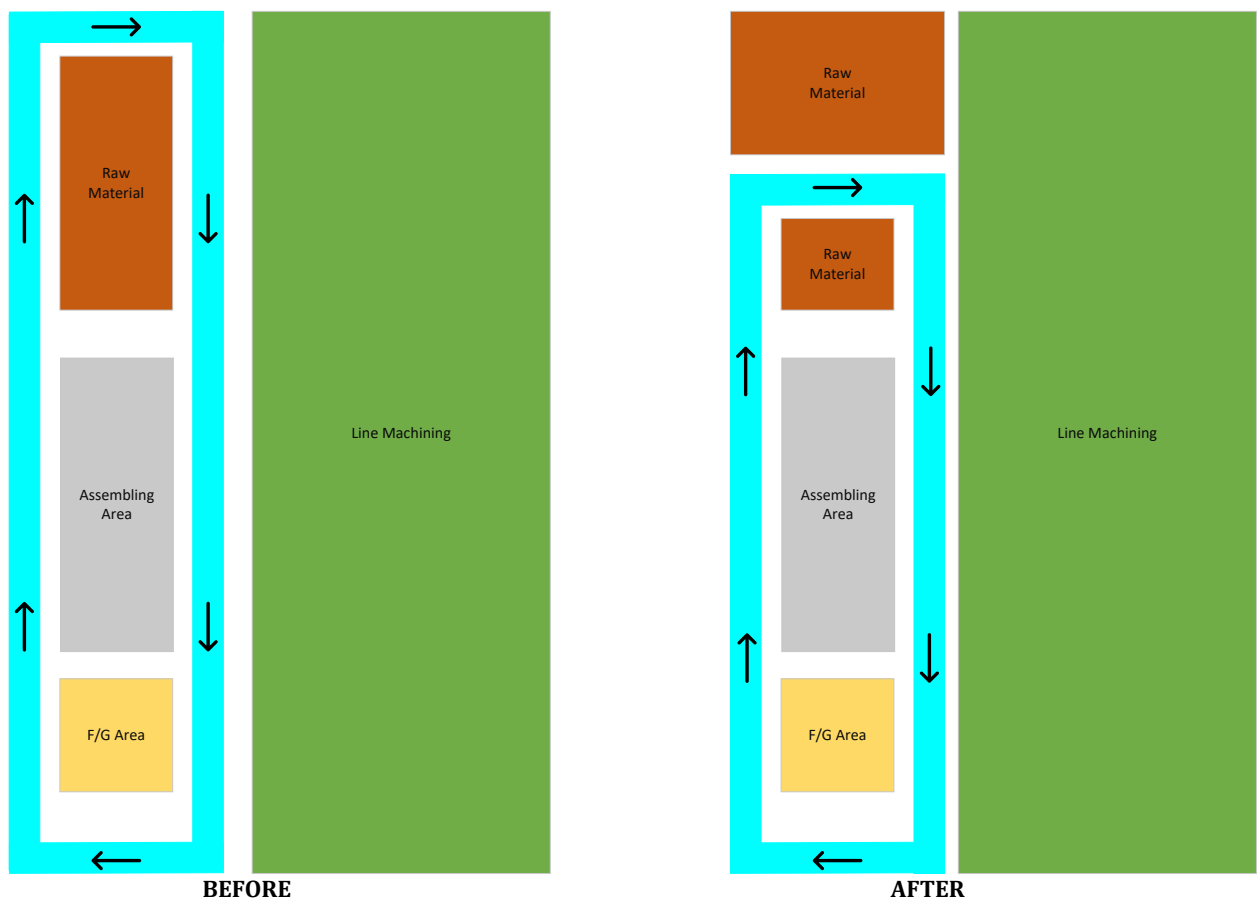 Raw
Material
Assembling
Area
F/G Area
Line Machining
BEFORE
Raw
Material
Raw
Material
Assembling
Area
F/G Area
Line Machining
AFTER